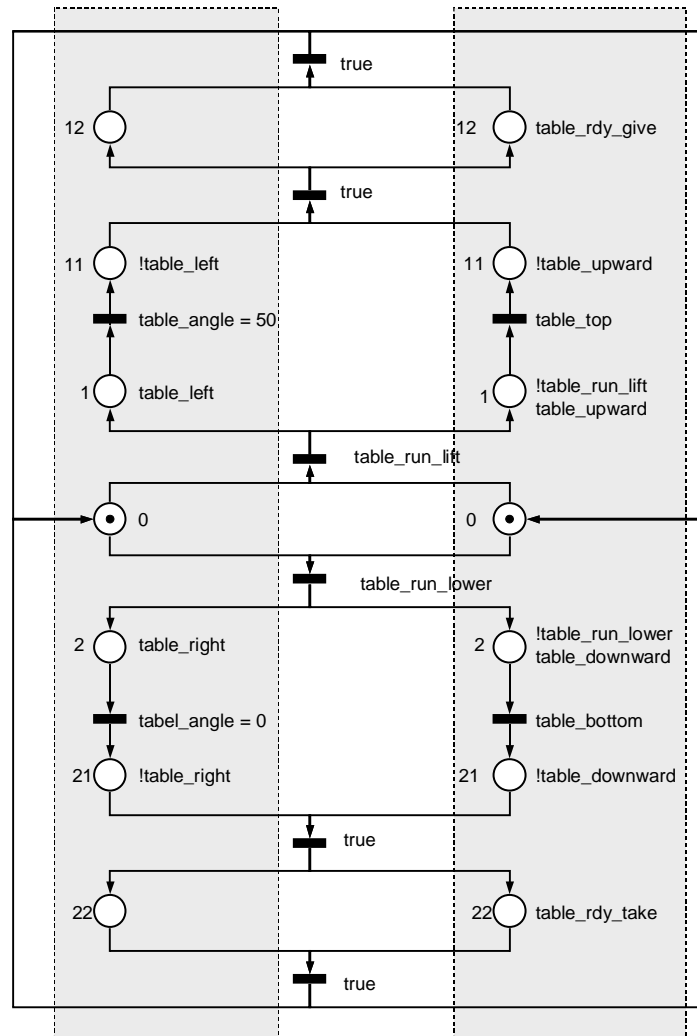 true
12
12 table_rdy_give
true
11 !table_left
11 !table_upward
table_angle = 50
table_top
1 table_left
1 !table_run_lift
table_upward
table_run_lift
0
0
table_run_lower
2 table_right
2 !table_run_lower
table_downward
tabel_angle = 0
table_bottom
21 !table_right
21 !table_downward
true
22
22 table_rdy_take
true